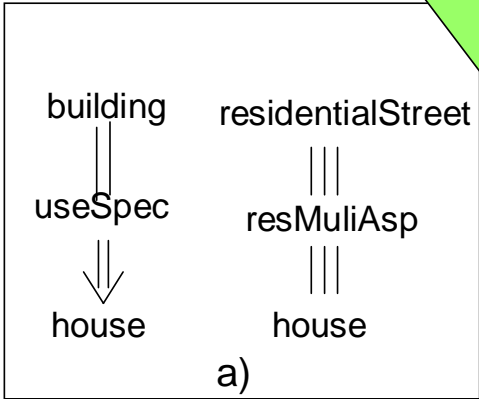 building
useSpec
house
residentialStreet
resMuliAsp
house
a)